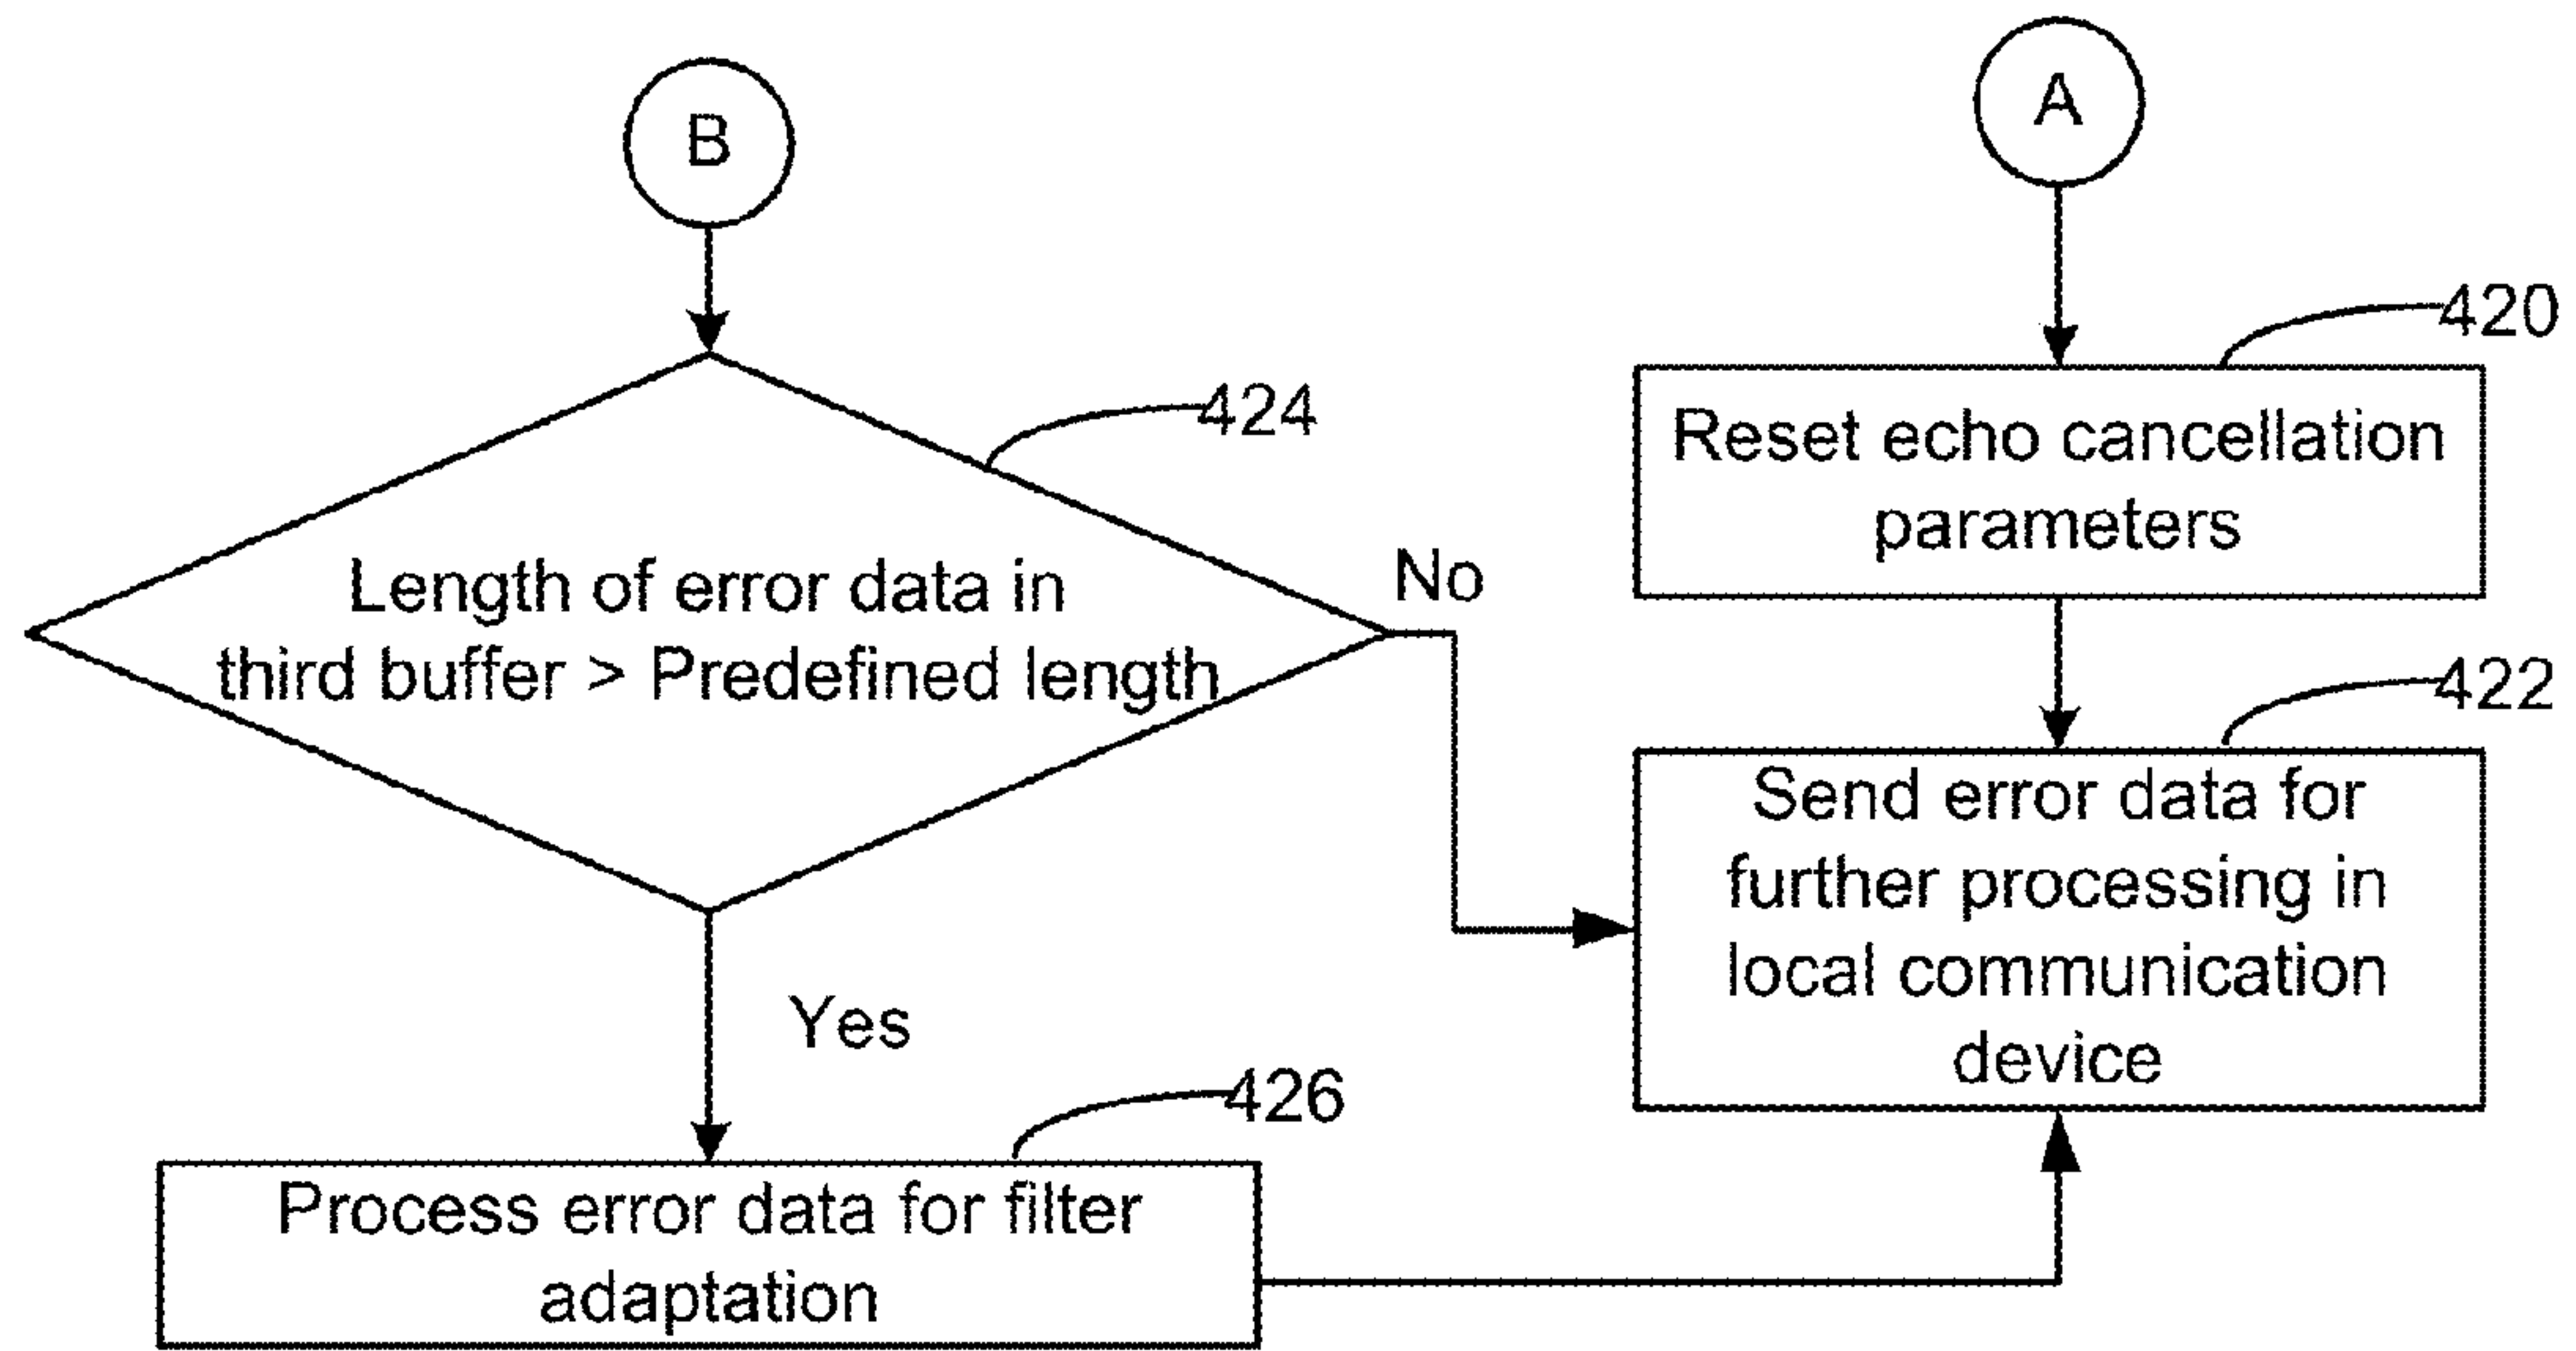 B
A
420
Reset echo cancellation
parameters
424
Length of error data in
third buffer > Predefined length
No
422
Send error data for
further processing in
local communication
device
Yes
426
Process error data for filter
adaptation